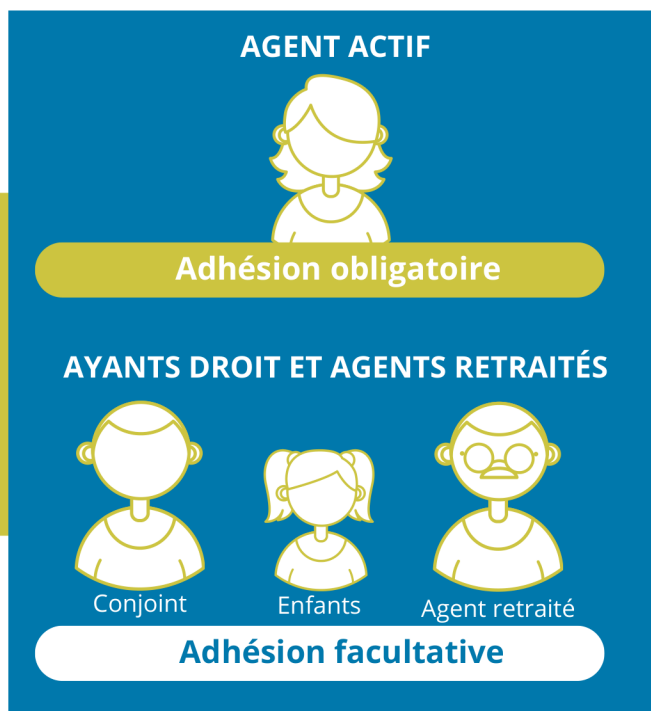 AGENT ACTIF
Adhésion obligatoire
AYANTS DROIT ET AGENTS RETRAITÉS
Conjoint
Enfants
Agent retraité
Adhésion facultative